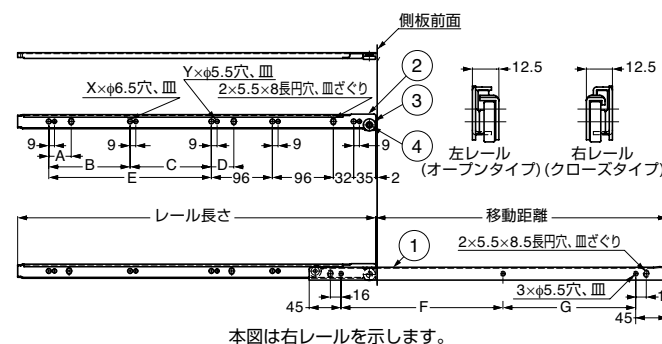 側板前面
X×φ6.5穴、皿
Y×φ5.5穴、皿
2×5.5×8長円穴、皿ざぐり
2
3
4
12.5
12.5
左レール
(オープンタイプ)
右レール
(クローズタイプ)
9
A
9
9
D
9
9
B
C
E
96
96
32
35
2
レール長さ
移動距離
1
2×5.5×8.5長円穴、皿ざぐり
3×φ5.5穴、皿
16
45
F
G
45
本図は右レールを示します。